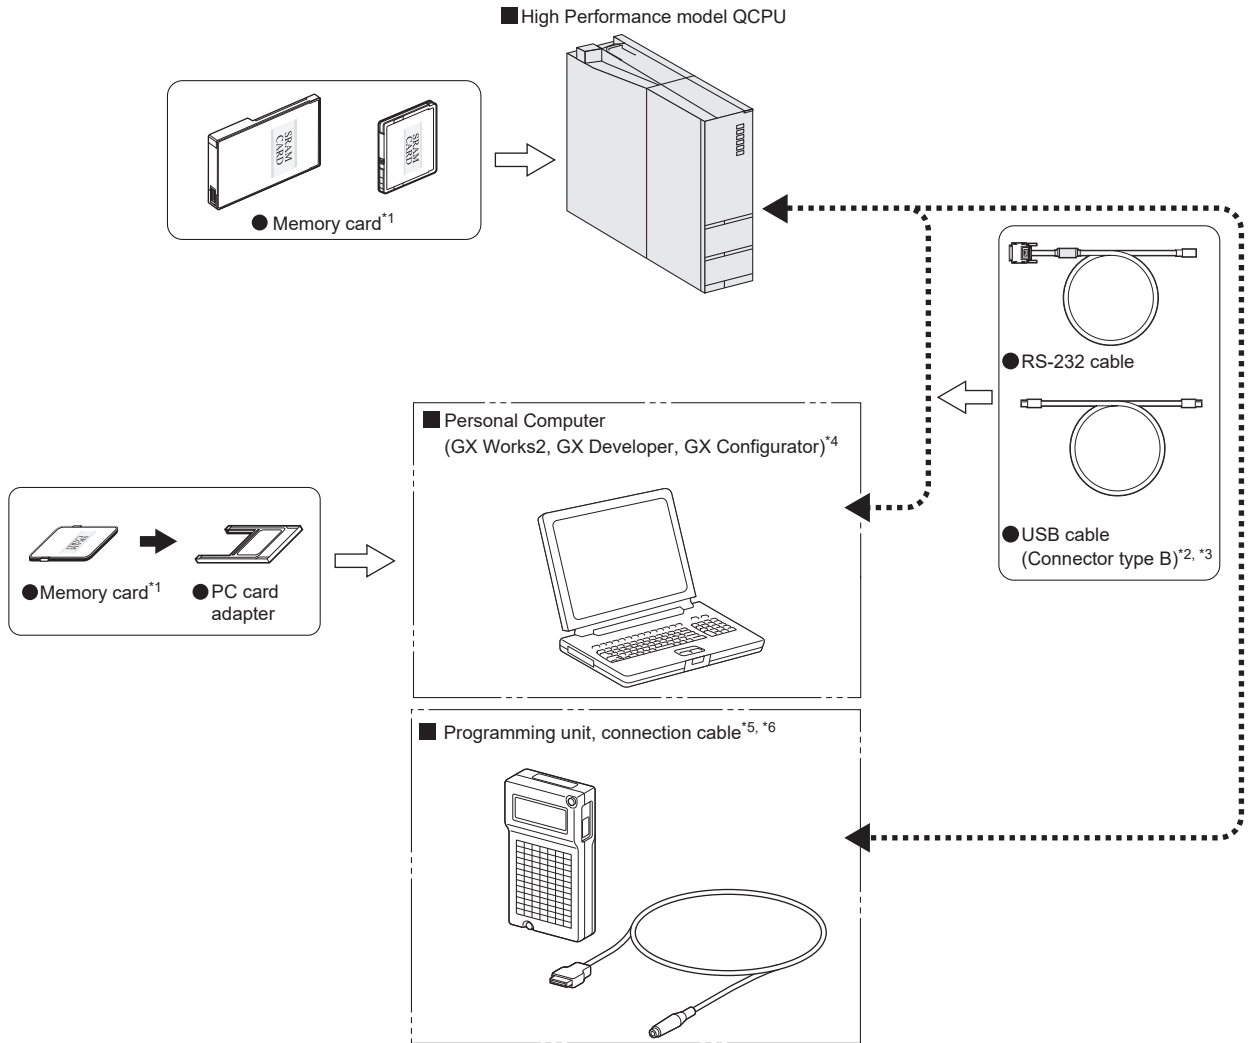 ■ High Performance model QCPU
SRAM
CARD
SRAM
CARD
● Memory card*1
● RS-232 cable
■ Personal Computer
(GX Works2, GX Developer, GX Configurator)*4
● USB cable
(Connector type B)*2, *3
● Memory card*1
● PC card
adapter
■ Programming unit, connection cable*5, *6